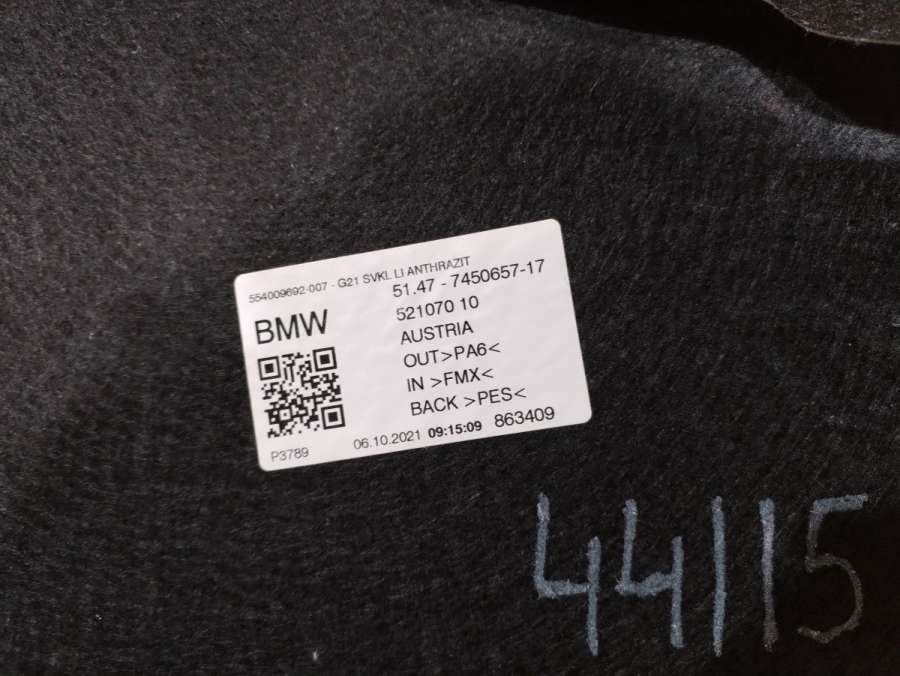 554009692-007 - G21 SVKL LI ANTHRAZIT
51.47 - 7450657-17
BMW
521070 10
AUSTRIA
OUT >PA6<
IN >FMX<
BACK >PES<
P3789
06.10.2021 09:15:09 863409
44115